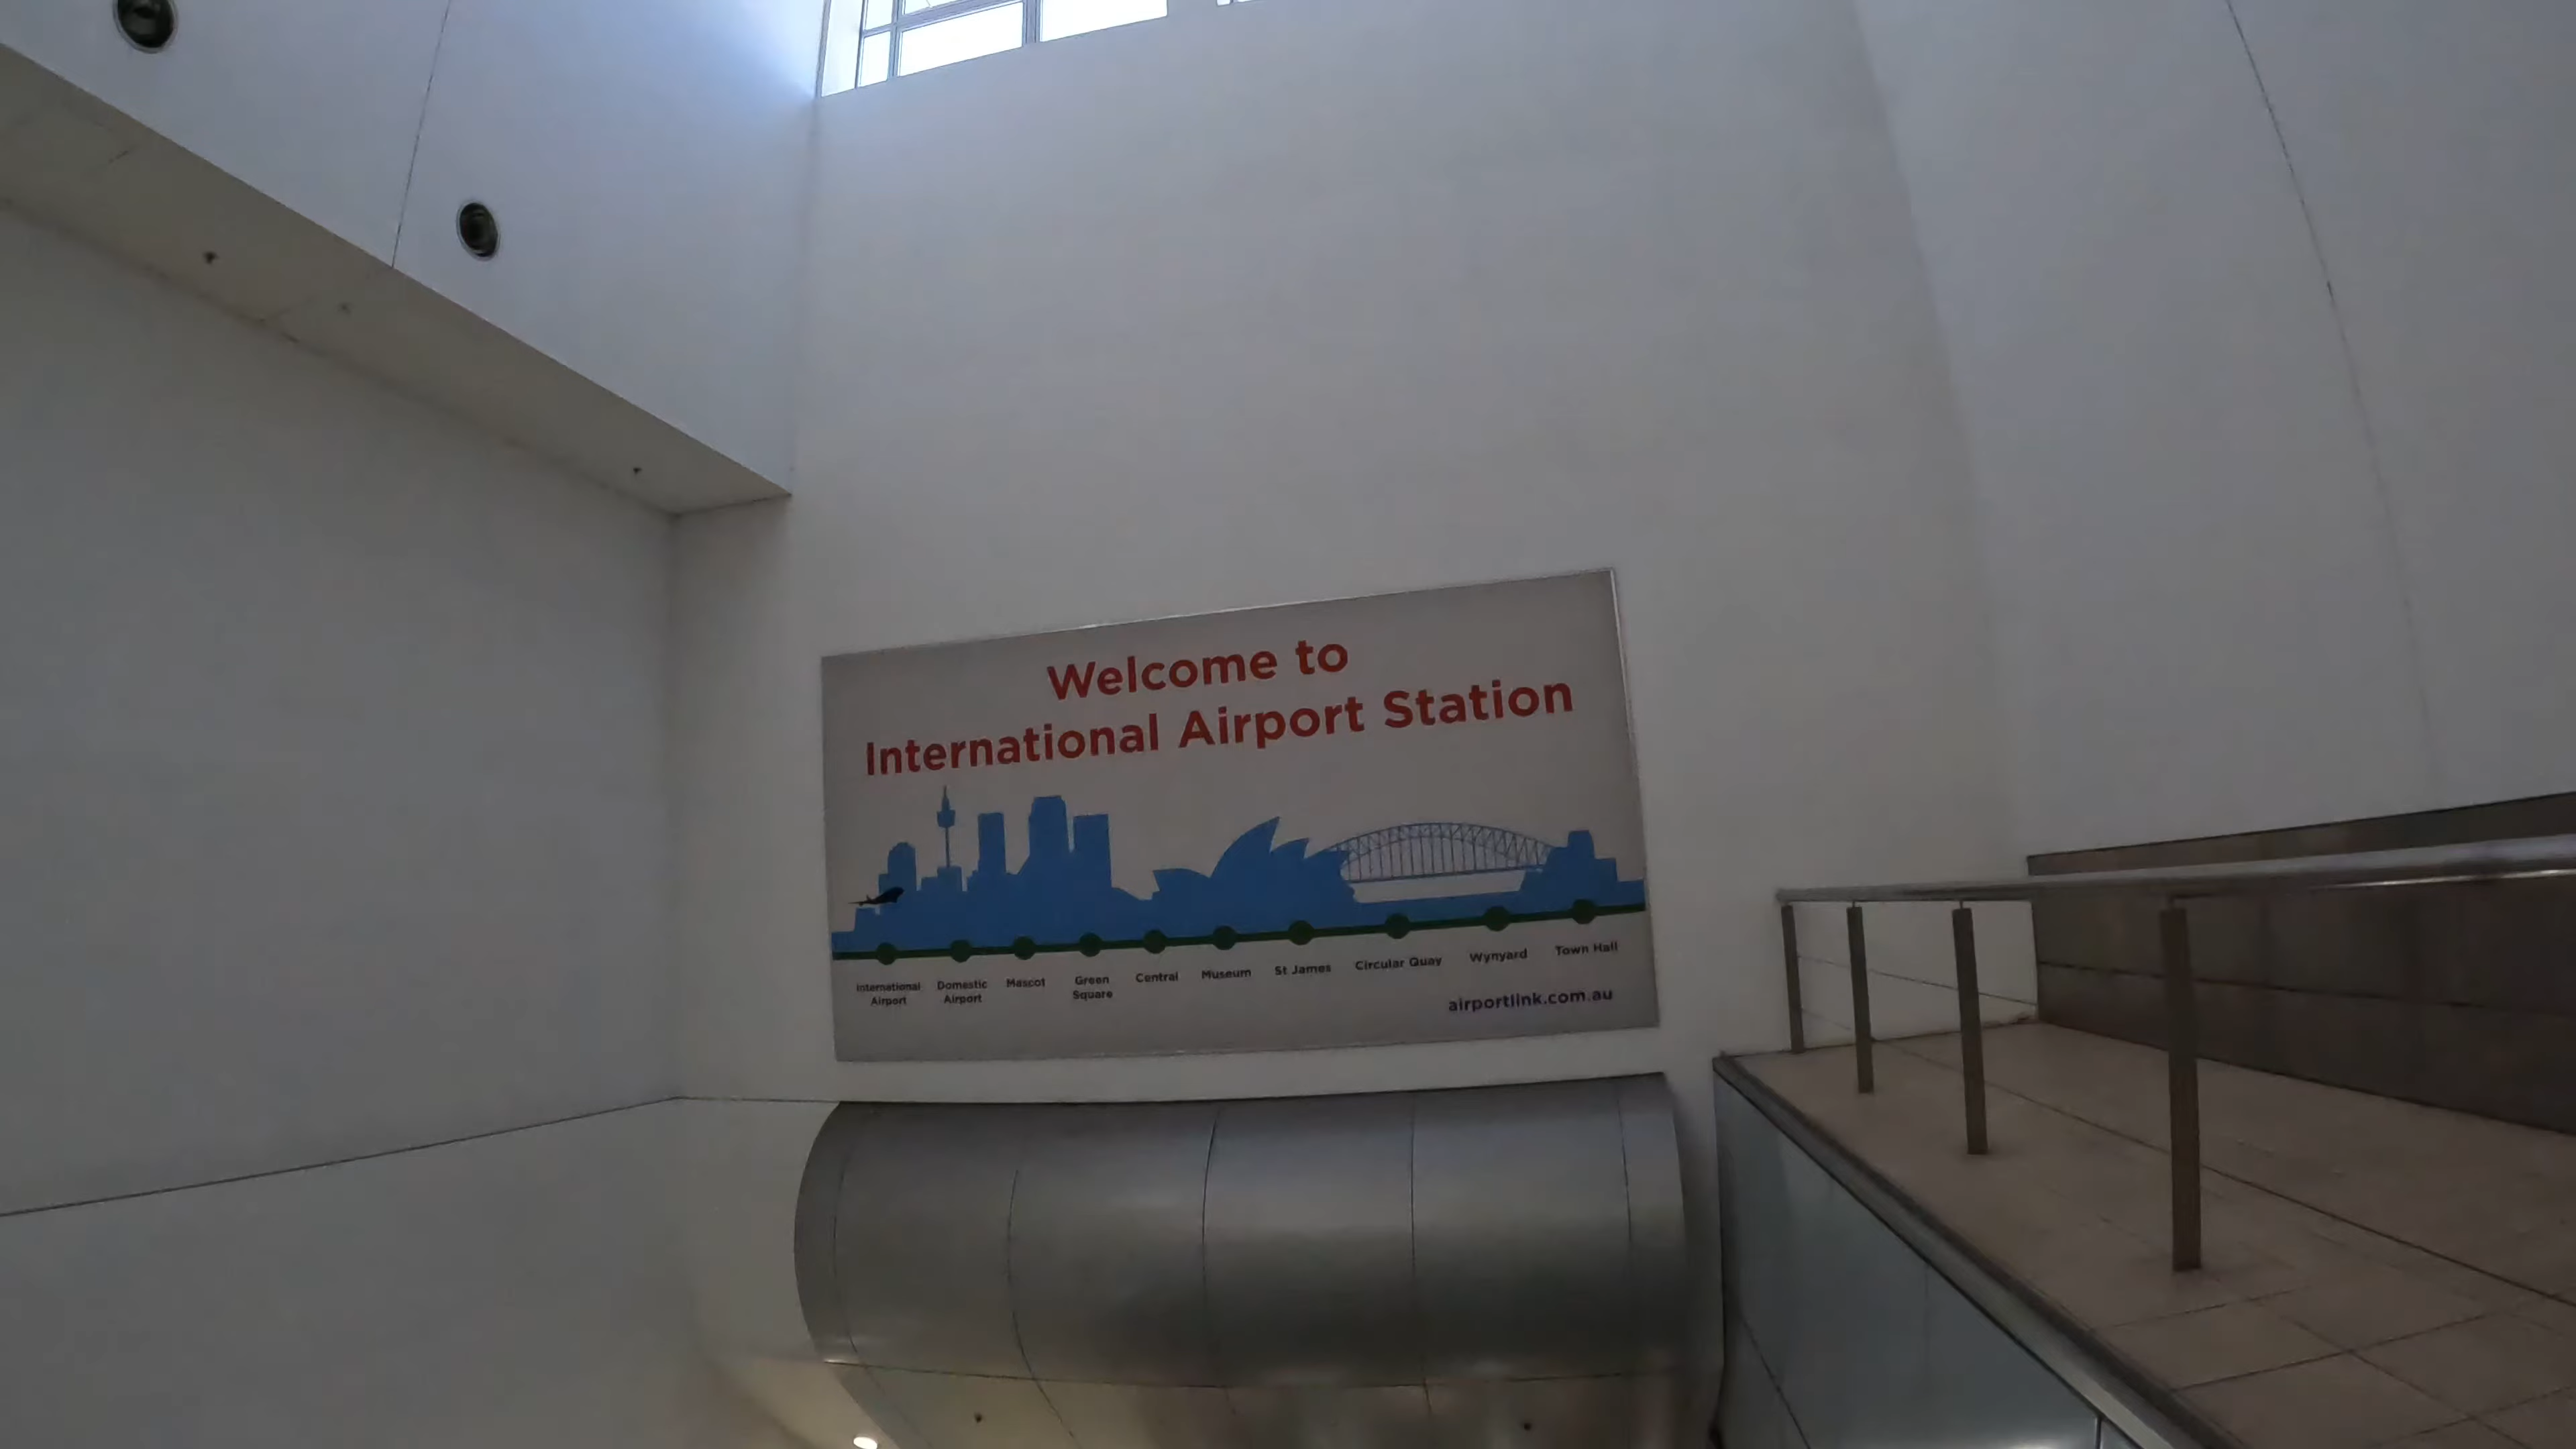 Welcome to
International Airport Station
International
Airport
Domestic
Airport
Mascot
Green
Square
Central
Museum
St James
Circular Quay
Wynyard
Town Hall
airportlink.com.au